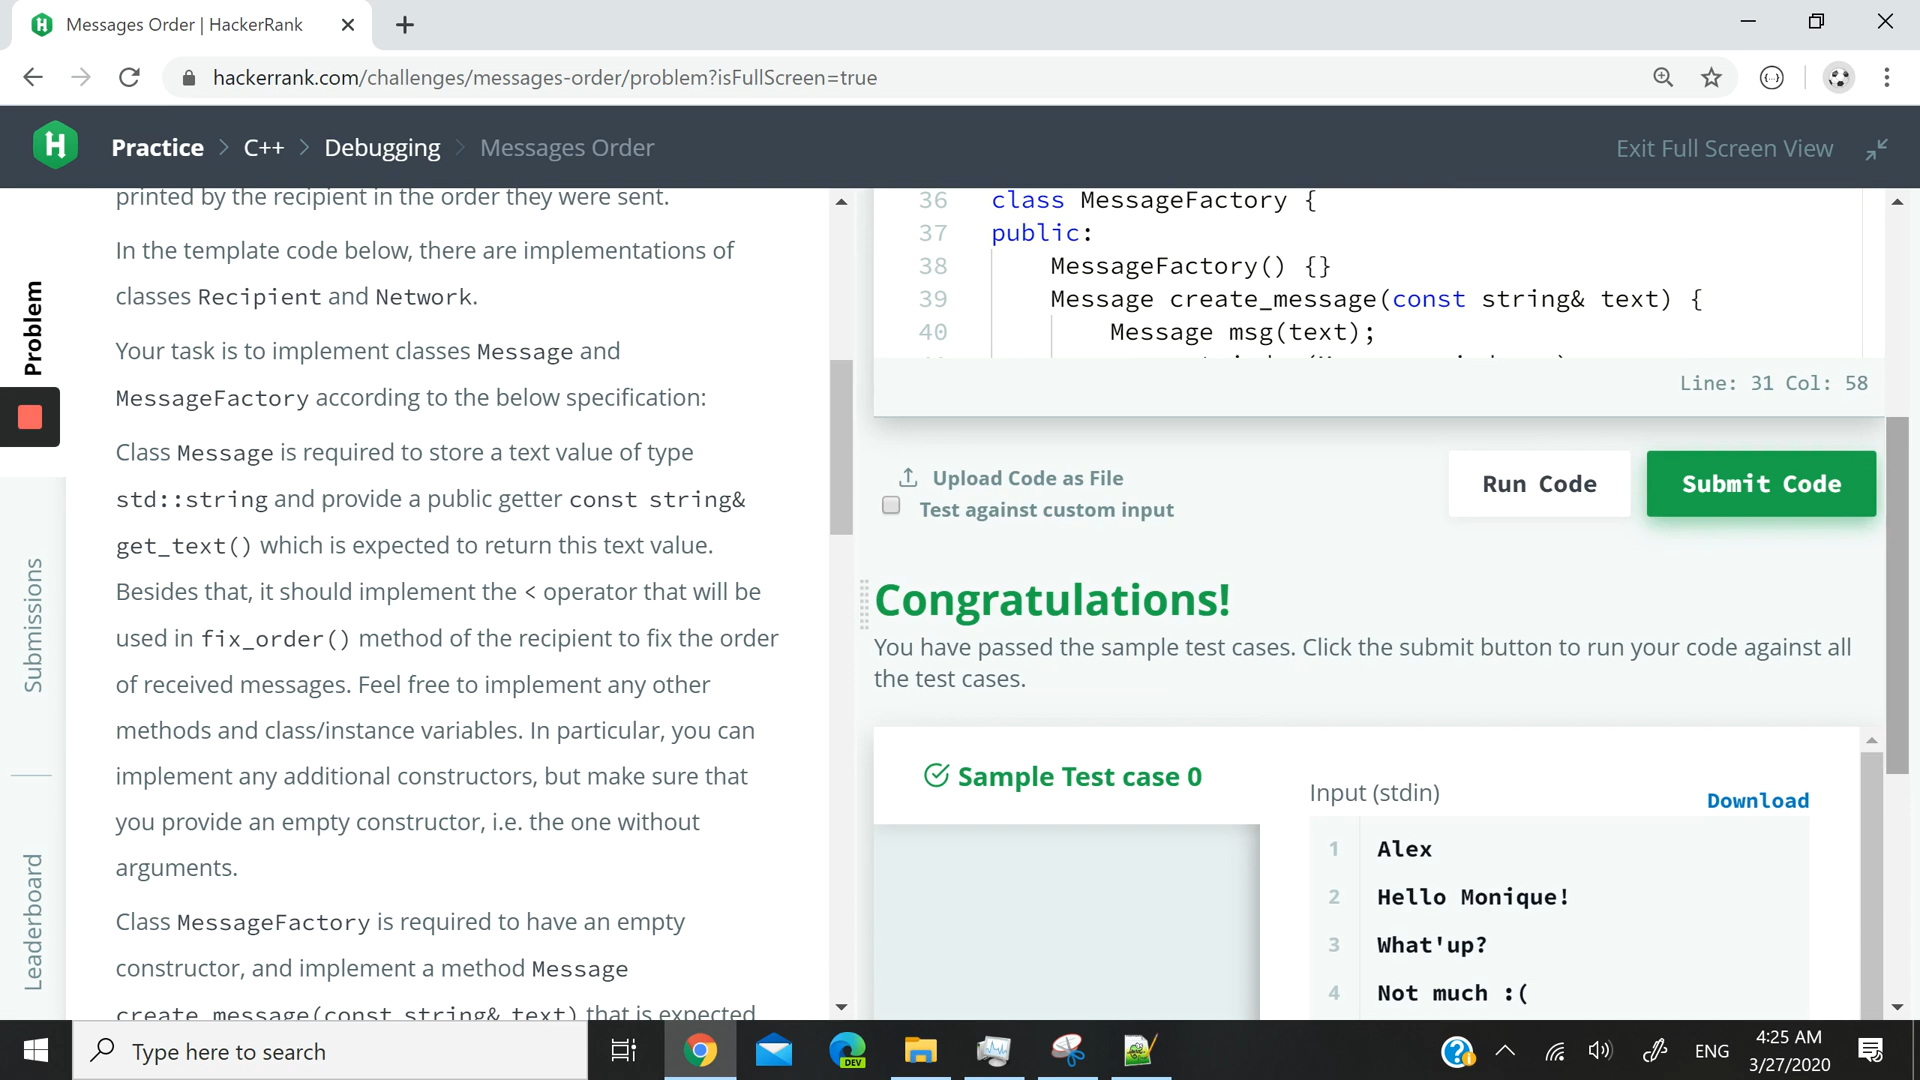 Messages Order | HackerRank
hackerrank.com/challenges/messages-order/problem?isFullScreen=true
Practice > C++ > Debugging > Messages Order
Exit Full Screen View
Problem
Submissions
Leaderboard
printed by the recipient in the order they were sent.
In the template code below, there are implementations of
classes Recipient and Network.
Your task is to implement classes Message and
MessageFactory according to the below specification:
Class Message is required to store a text value of type
std::string and provide a public getter const string&
get_text() which is expected to return this text value.
Besides that, it should implement the < operator that will be
used in fix_order() method of the recipient to fix the order
of received messages. Feel free to implement any other
methods and class/instance variables. In particular, you can
implement any additional constructors, but make sure that
you provide an empty constructor, i.e. the one without
arguments.
Class MessageFactory is required to have an empty
constructor, and implement a method Message
create_message(const string& text) that is expected
36 class MessageFactory {
37 public:
38 MessageFactory() {}
39 Message create_message(const string& text) {
40 Message msg(text);
Line: 31 Col: 58
Upload Code as File
Test against custom input
Run Code
Submit Code
Congratulations!
You have passed the sample test cases. Click the submit button to run your code against all
the test cases.
Sample Test case 0
Input (stdin)
Download
1 Alex
2 Hello Monique!
3 What'up?
4 Not much :(
Type here to search
DEV
ENG
4:25 AM
3/27/2020